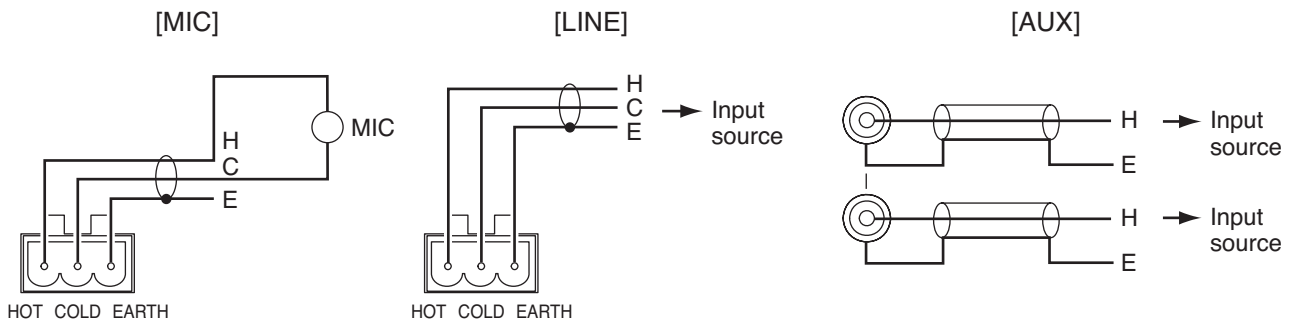 [MIC]
H
C
E
MIC
HOT COLD EARTH
[LINE]
H
C
E
Input
source
HOT COLD EARTH
[AUX]
H
E
Input
source
H
E
Input
source